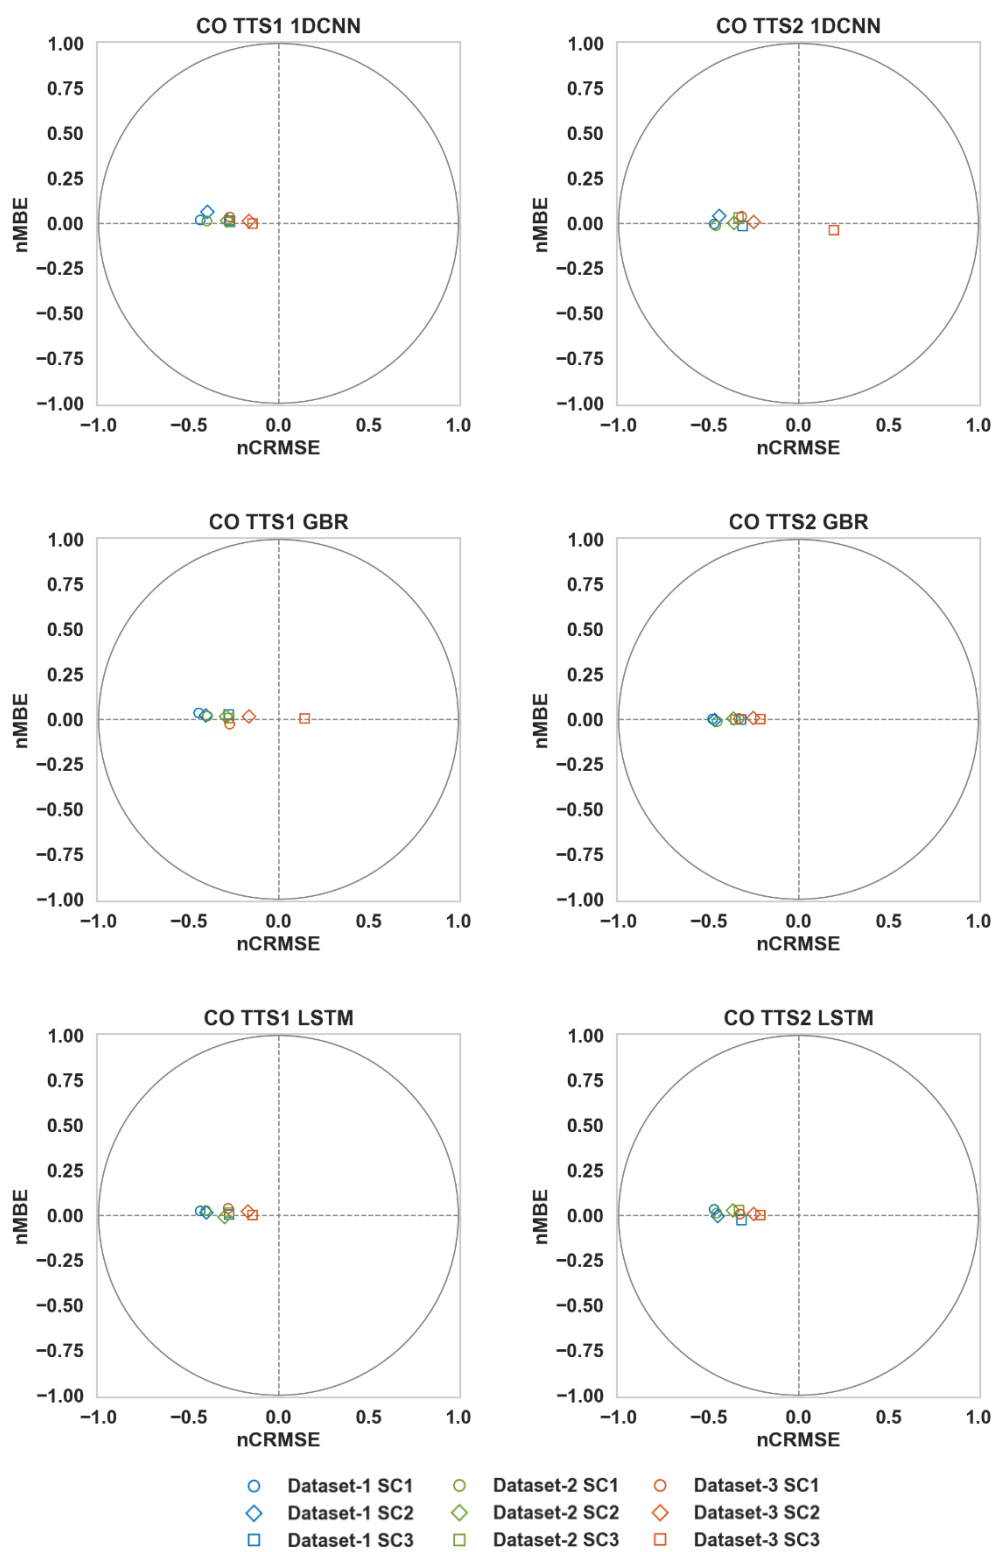 CO TTS1 1DCNN
1.00
0.75
0.50
0.25
0.00
−0.25
−0.50
−0.75
−1.00
nMBE
−1.0 −0.5 0.0 0.5 1.0
nCRMSE
CO TTS2 1DCNN
1.00
0.75
0.50
0.25
0.00
−0.25
−0.50
−0.75
−1.00
nMBE
−1.0 −0.5 0.0 0.5 1.0
nCRMSE
CO TTS1 GBR
1.00
0.75
0.50
0.25
0.00
−0.25
−0.50
−0.75
−1.00
nMBE
−1.0 −0.5 0.0 0.5 1.0
nCRMSE
CO TTS2 GBR
1.00
0.75
0.50
0.25
0.00
−0.25
−0.50
−0.75
−1.00
nMBE
−1.0 −0.5 0.0 0.5 1.0
nCRMSE
CO TTS1 LSTM
1.00
0.75
0.50
0.25
0.00
−0.25
−0.50
−0.75
−1.00
nMBE
−1.0 −0.5 0.0 0.5 1.0
nCRMSE
CO TTS2 LSTM
1.00
0.75
0.50
0.25
0.00
−0.25
−0.50
−0.75
−1.00
nMBE
−1.0 −0.5 0.0 0.5 1.0
nCRMSE
Dataset-1 SC1 Dataset-2 SC1 Dataset-3 SC1
Dataset-1 SC2 Dataset-2 SC2 Dataset-3 SC2
Dataset-1 SC3 Dataset-2 SC3 Dataset-3 SC3